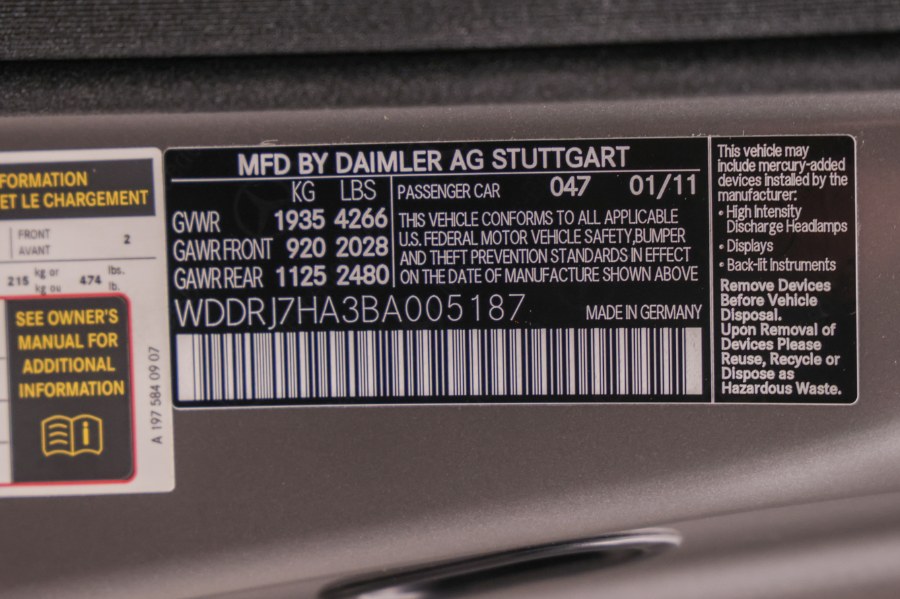 FORMATION
ET LE CHARGEMENT
FRONT
AVANT
2
215 kg or
kg ou
474 lbs.
lb.
SEE OWNER'S
MANUAL FOR
ADDITIONAL
INFORMATION
i
A 197 584 09 07
MFD BY DAIMLER AG STUTTGART
KG LBS
GVWR 1935 4266
GAWR FRONT 920 2028
GAWR REAR 1125 2480
PASSENGER CAR 047 01/11
THIS VEHICLE CONFORMS TO ALL APPLICABLE
U.S. FEDERAL MOTOR VEHICLE SAFETY,BUMPER
AND THEFT PREVENTION STANDARDS IN EFFECT
ON THE DATE OF MANUFACTURE SHOWN ABOVE
WDDRJ7HA3BA005187
MADE IN GERMANY
This vehicle may
include mercury-added
devices installed by the
manufacturer:
• High Intensity
Discharge Headlamps
• Displays
• Back-lit Instruments
Remove Devices
Before Vehicle
Disposal.
Upon Removal of
Devices Please
Reuse, Recycle or
Dispose as
Hazardous Waste.